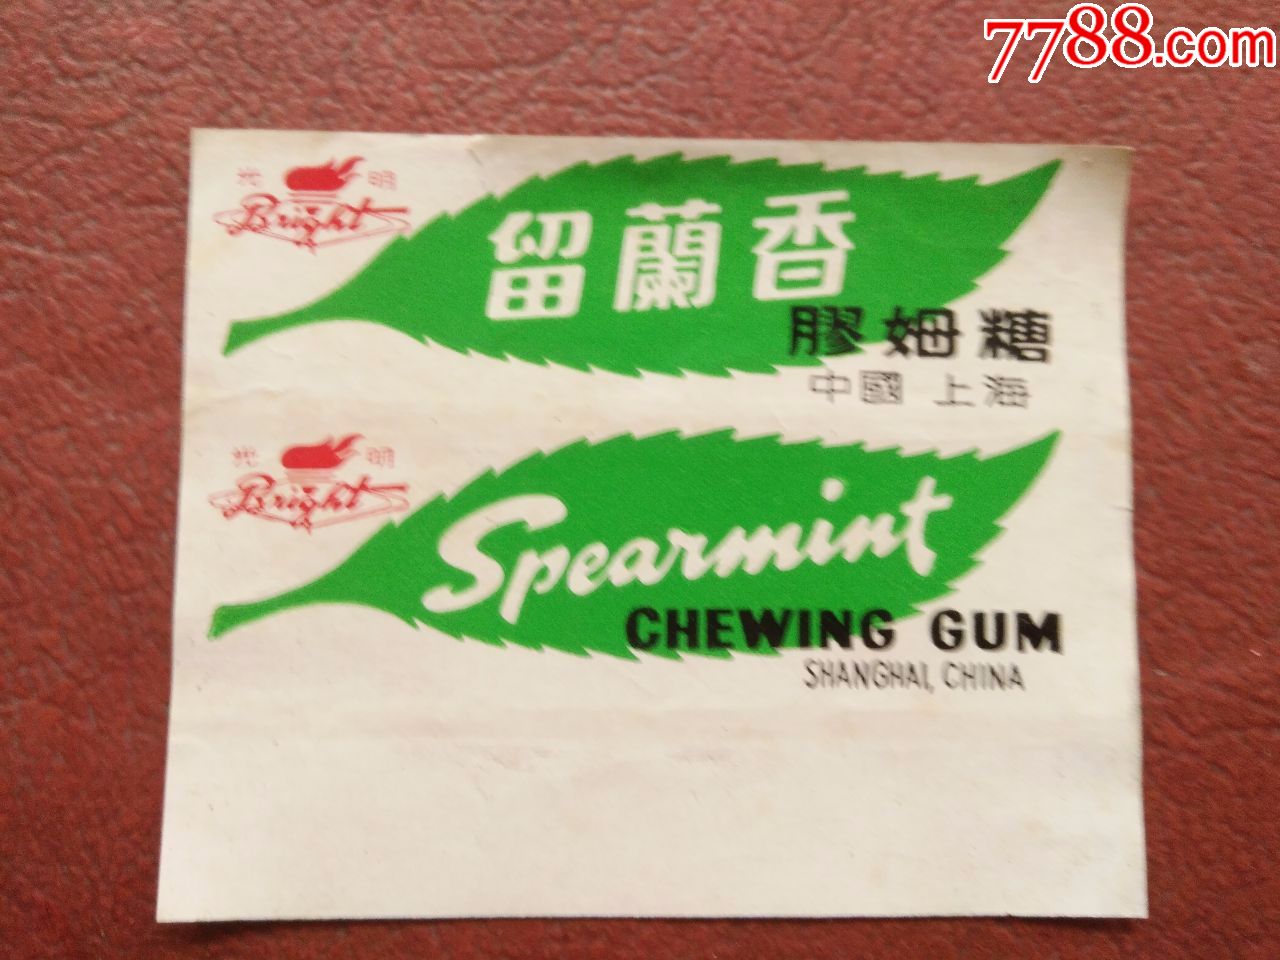 7788.com
光 明
Bright
留蘭香
膠姆糖
中國 上海
光 明
Bright
Spearmint
CHEWING GUM
SHANGHAI, CHINA